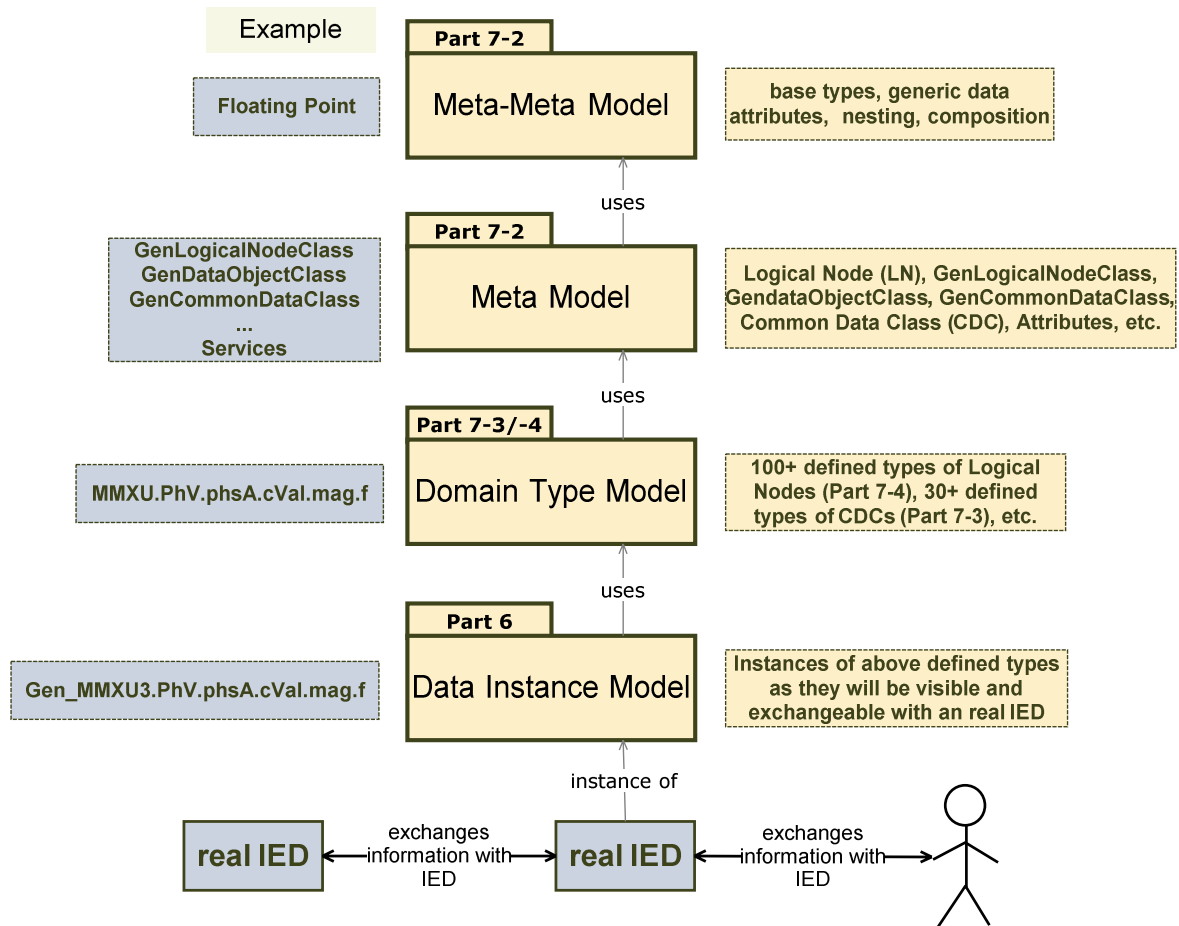 Example
Part 7-2
Meta-Meta Model
Floating Point
base types, generic data
attributes, nesting, composition
uses
Part 7-2
Meta Model
GenLogicalNodeClass
GenDataObjectClass
GenCommonDataClass
...
Services
Logical Node (LN), GenLogicalNodeClass,
GendataObjectClass, GenCommonDataClass,
Common Data Class (CDC), Attributes, etc.
uses
Part 7-3/-4
Domain Type Model
MMXU.PhV.phsA.cVal.mag.f
100+ defined types of Logical
Nodes (Part 7-4), 30+ defined
types of CDCs (Part 7-3), etc.
uses
Part 6
Data Instance Model
Gen_MMXU3.PhV.phsA.cVal.mag.f
Instances of above defined types
as they will be visible and
exchangeable with an real IED
instance of
real IED
exchanges
information with
IED
real IED
exchanges
information with
IED